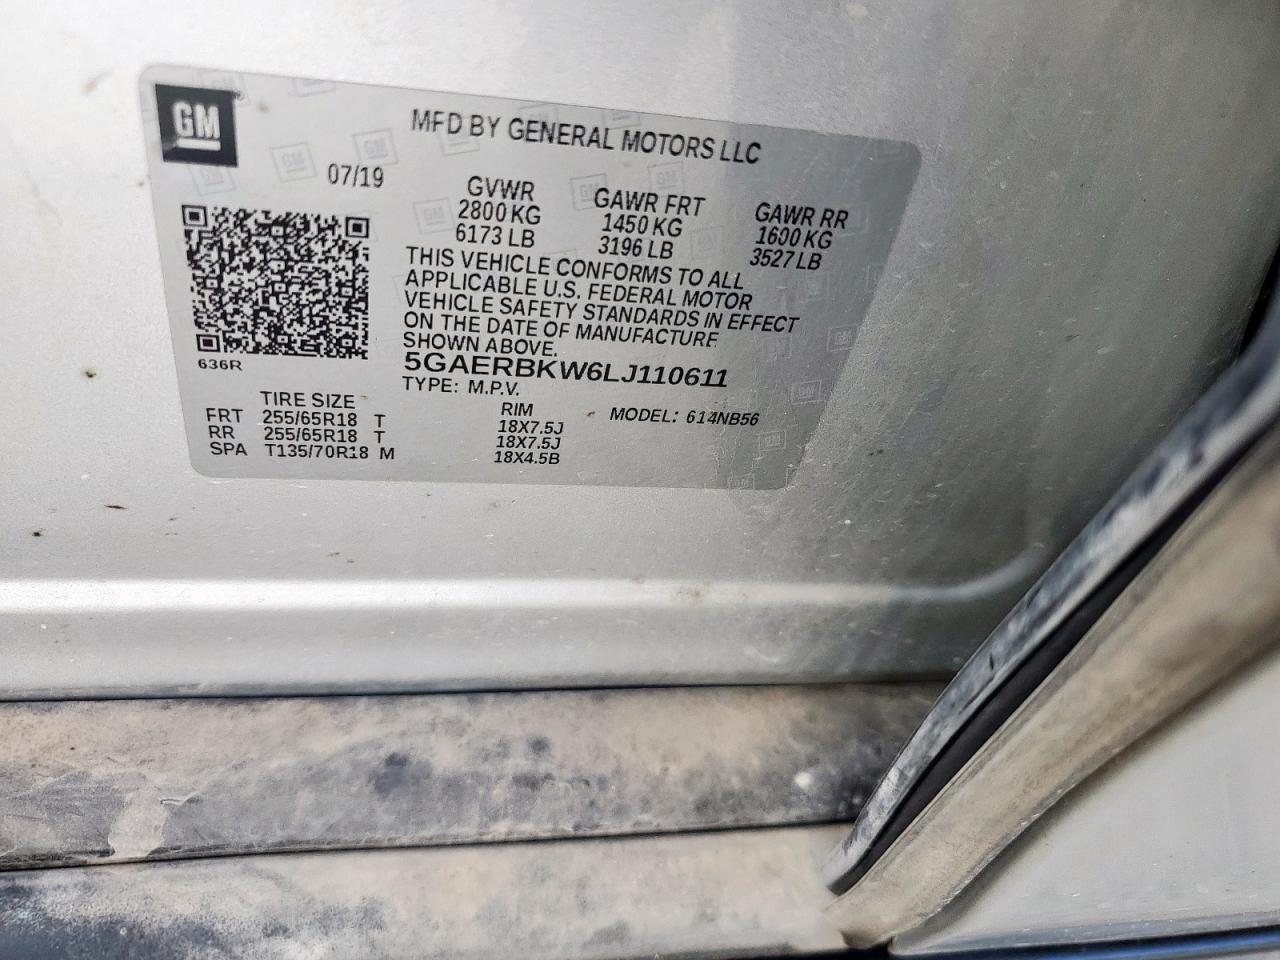 GM
MFD BY GENERAL MOTORS LLC
07/19
GVWR GAWR FRT GAWR RR
2800 KG 1450 KG 1600 KG
6173 LB 3196 LB 3527 LB
THIS VEHICLE CONFORMS TO ALL
APPLICABLE U.S. FEDERAL MOTOR
VEHICLE SAFETY STANDARDS IN EFFECT
ON THE DATE OF MANUFACTURE
SHOWN ABOVE.
636R
5GAERBKW6LJ110611
TYPE: M.P.V.
TIRE SIZE RIM MODEL: 614NB56
FRT 255/65R18 T 18X7.5J
RR 255/65R18 T 18X7.5J
SPA T135/70R18 M 18X4.5B